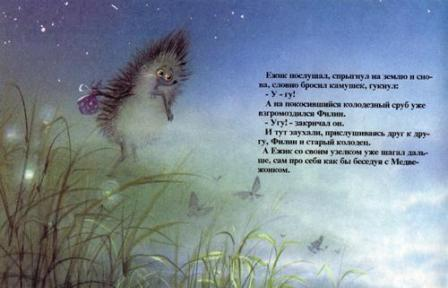 Ежик послушал, спрыгнул на землю и сно-
ва, словно бросил камушек, гукнул:
- У - гу!
А на покосившийся колодезный сруб уже
взгромоздился Филин.
- Угу! - закричал он.
И тут заухали, прислушиваясь друг к дру-
гу, Филин и старый колодец.
А Ежик со своим узелком уже шагал даль-
ше, сам про себя как бы беседуя с Медве-
жонком.